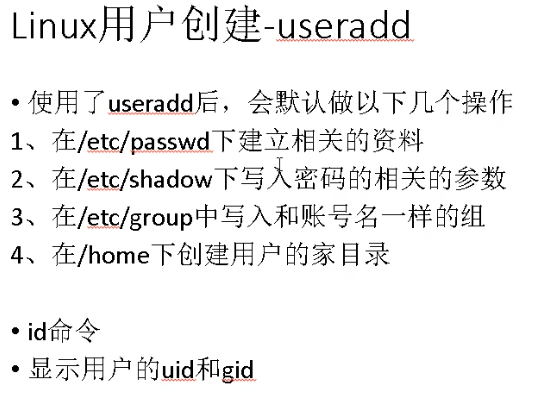 Linux用户创建-useradd
• 使用了useradd后，会默认做以下几个操作
1、在/etc/passwd下建立相关的资料
2、在/etc/shadow下写入密码的相关的参数
3、在/etc/group中写入和账号名一样的组
4、在/home下创建用户的家目录
• id命令
• 显示用户的uid和gid